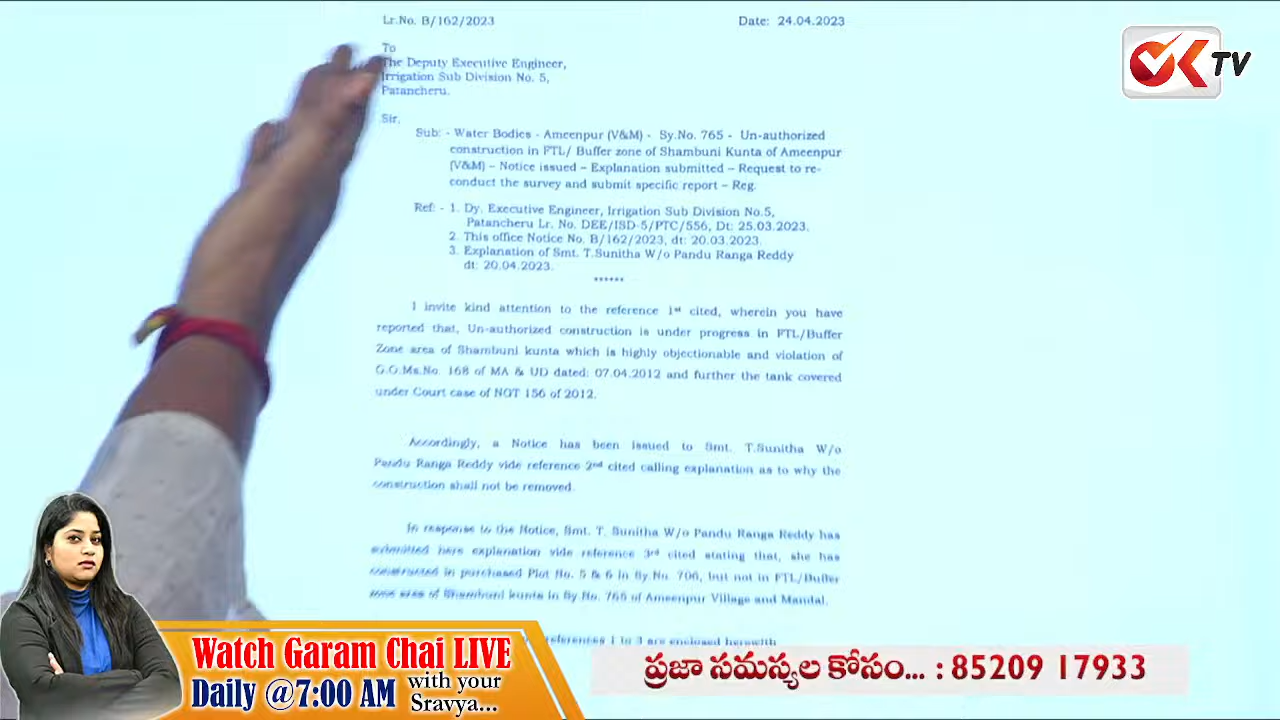 Lr.No. B/162/2023 Date: 24.04.2023
To
The Deputy Executive Engineer,
Irrigation Sub Division No. 5,
Patancheru.
Sir,
Sub: - Water Bodies - Ameenpur (V&M) - Sy.No. 765 - Un-authorized
construction in FTL/ Buffer zone of Shambuni Kunta of Ameenpur
(V&M) – Notice issued – Explanation submitted – Request to re-
conduct the survey and submit specific report – Reg.
Ref: - 1. Dy. Executive Engineer, Irrigation Sub Division No.5,
Patancheru Lr. No. DEE/ISD-5/PTC/556, Dt: 25.03.2023.
2. This office Notice No. B/162/2023, dt: 20.03.2023.
3. Explanation of Smt. T.Sunitha W/o Pandu Ranga Reddy
dt: 20.04.2023.
******
I invite kind attention to the reference 1st cited, wherein you have
reported that, Un-authorized construction is under progress in FTL/Buffer
Zone area of Shambuni kunta which is highly objectionable and violation of
G.O.Ms.No. 168 of MA & UD dated: 07.04.2012 and further the tank covered
under Court case of NGT 156 of 2012.
Accordingly, a Notice has been issued to Smt. T.Sunitha W/o
Pandu Ranga Reddy vide reference 2nd cited calling explanation as to why the
construction shall not be removed.
In response to the Notice, Smt. T. Sunitha W/o Pandu Ranga Reddy has
submitted here explanation vide reference 3rd cited stating that, she has
constructed in purchased Plot No. 5 & 6 in Sy.No. 706, but not in FTL/Buffer
zone area of Shambuni kunta in Sy.No. 765 of Ameenpur Village and Mandal.
references 1 to 3 are enclosed herewith
OK TV
Watch Garam Chai LIVE
Daily @7:00 AM with your
Sravya...
ప్రజా సమస్యల కోసం... : 85209 17933